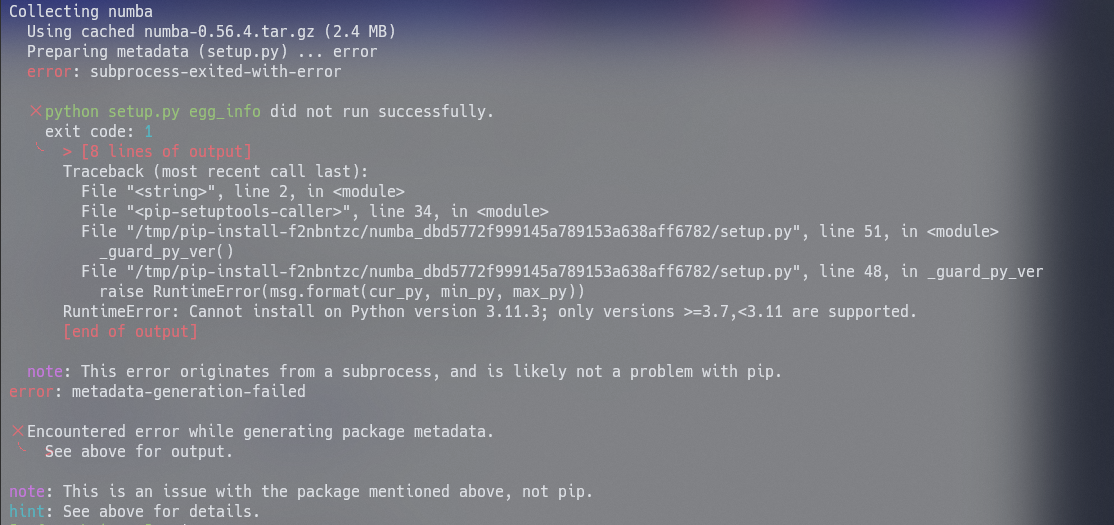 Collecting numba
Using cached numba-0.56.4.tar.gz (2.4 MB)
Preparing metadata (setup.py) ... error
error: subprocess-exited-with-error
× python setup.py egg_info did not run successfully.
exit code: 1
╰─> [8 lines of output]
Traceback (most recent call last):
File "<string>", line 2, in <module>
File "<pip-setuptools-caller>", line 34, in <module>
File "/tmp/pip-install-f2nbntzc/numba_dbd5772f999145a789153a638aff6782/setup.py", line 51, in <module>
_guard_py_ver()
File "/tmp/pip-install-f2nbntzc/numba_dbd5772f999145a789153a638aff6782/setup.py", line 48, in _guard_py_ver
raise RuntimeError(msg.format(cur_py, min_py, max_py))
RuntimeError: Cannot install on Python version 3.11.3; only versions >=3.7,<3.11 are supported.
[end of output]
note: This error originates from a subprocess, and is likely not a problem with pip.
error: metadata-generation-failed
× Encountered error while generating package metadata.
╰─> See above for output.
note: This is an issue with the package mentioned above, not pip.
hint: See above for details.